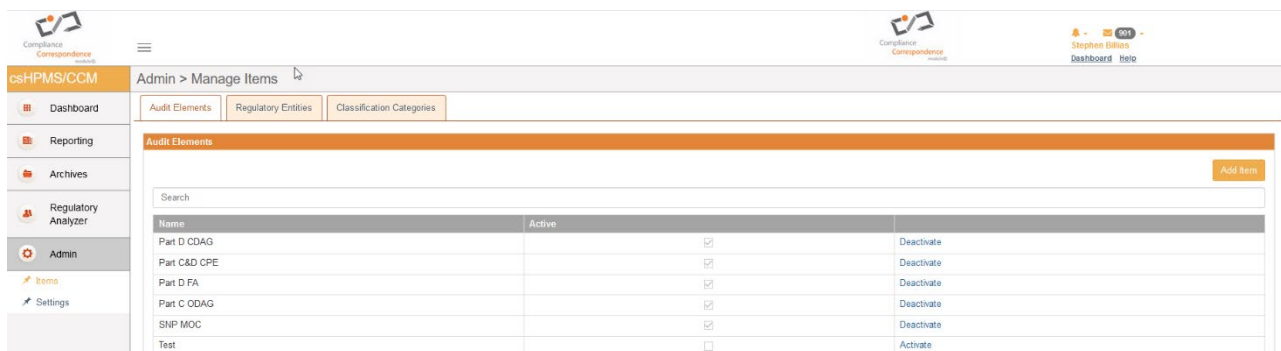 Compliance
Correspondence
Compliance
Correspondence
901
Stephen Billias
Dashboard Help
csHPMS/CCM
Admin > Manage Items
Dashboard
Reporting
Archives
Regulatory
Analyzer
Admin
Items
Settings
Audit Elements
Regulatory Entities
Classification Categories
Audit Elements
Add Item
Search
Name Active
Part D CDAG Deactivate
Part C&D CPE Deactivate
Part D FA Deactivate
Part C ODAG Deactivate
SNP MOC Deactivate
Test Activate